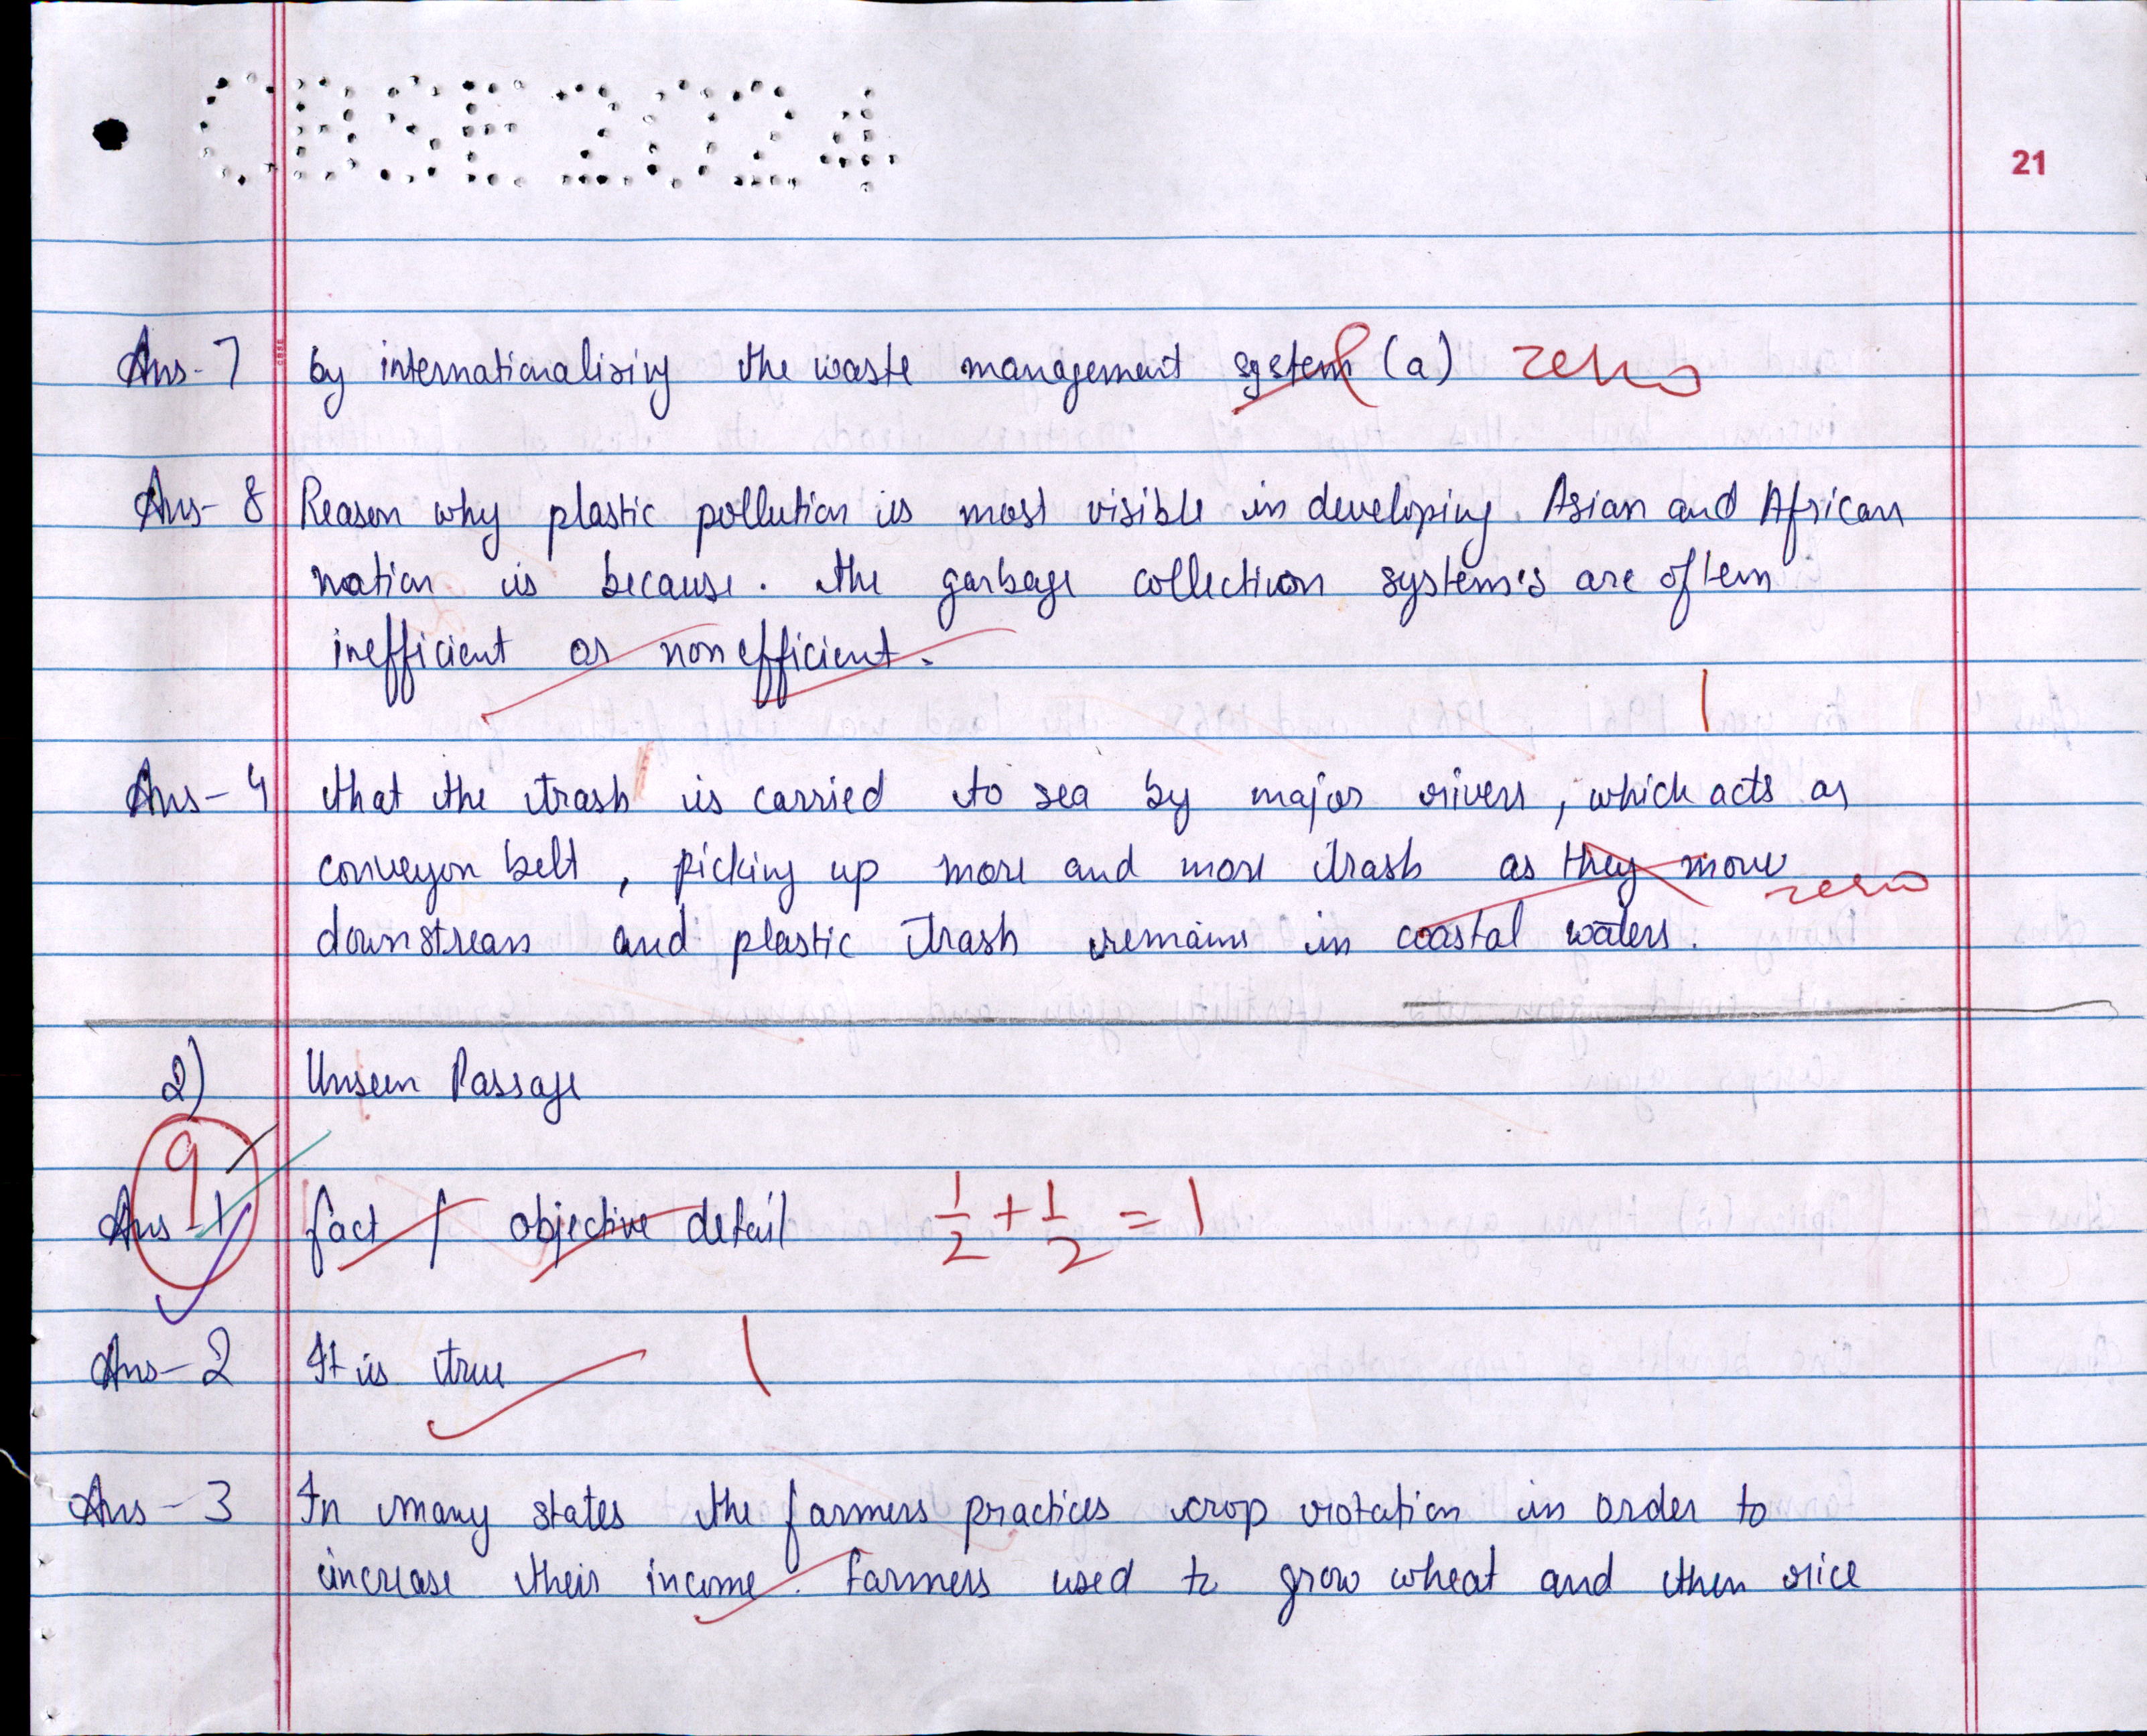 CBSE 2024
21
Ans-7 by internationalising the waste management system (a) zero
Ans-8 Reason why plastic pollution is most visible in developing Asian and African
nation is because. the garbage collection system's are oftem
inefficient or non efficient.
1
Ans-4 that the trash is carried to sea by major rivers, which acts as
conveyon belt, picking up more and more trash as they move
zero
downstream and plastic trash remains in coastal waters.
2) Unseen Passage
9
Ans-1 fact / objective detail 1/2 + 1/2 = 1
Ans-2 It is true 1
Ans-3 In many states the farmers practices crop rotation in order to
increase their income. farmers used to grow wheat and then rice